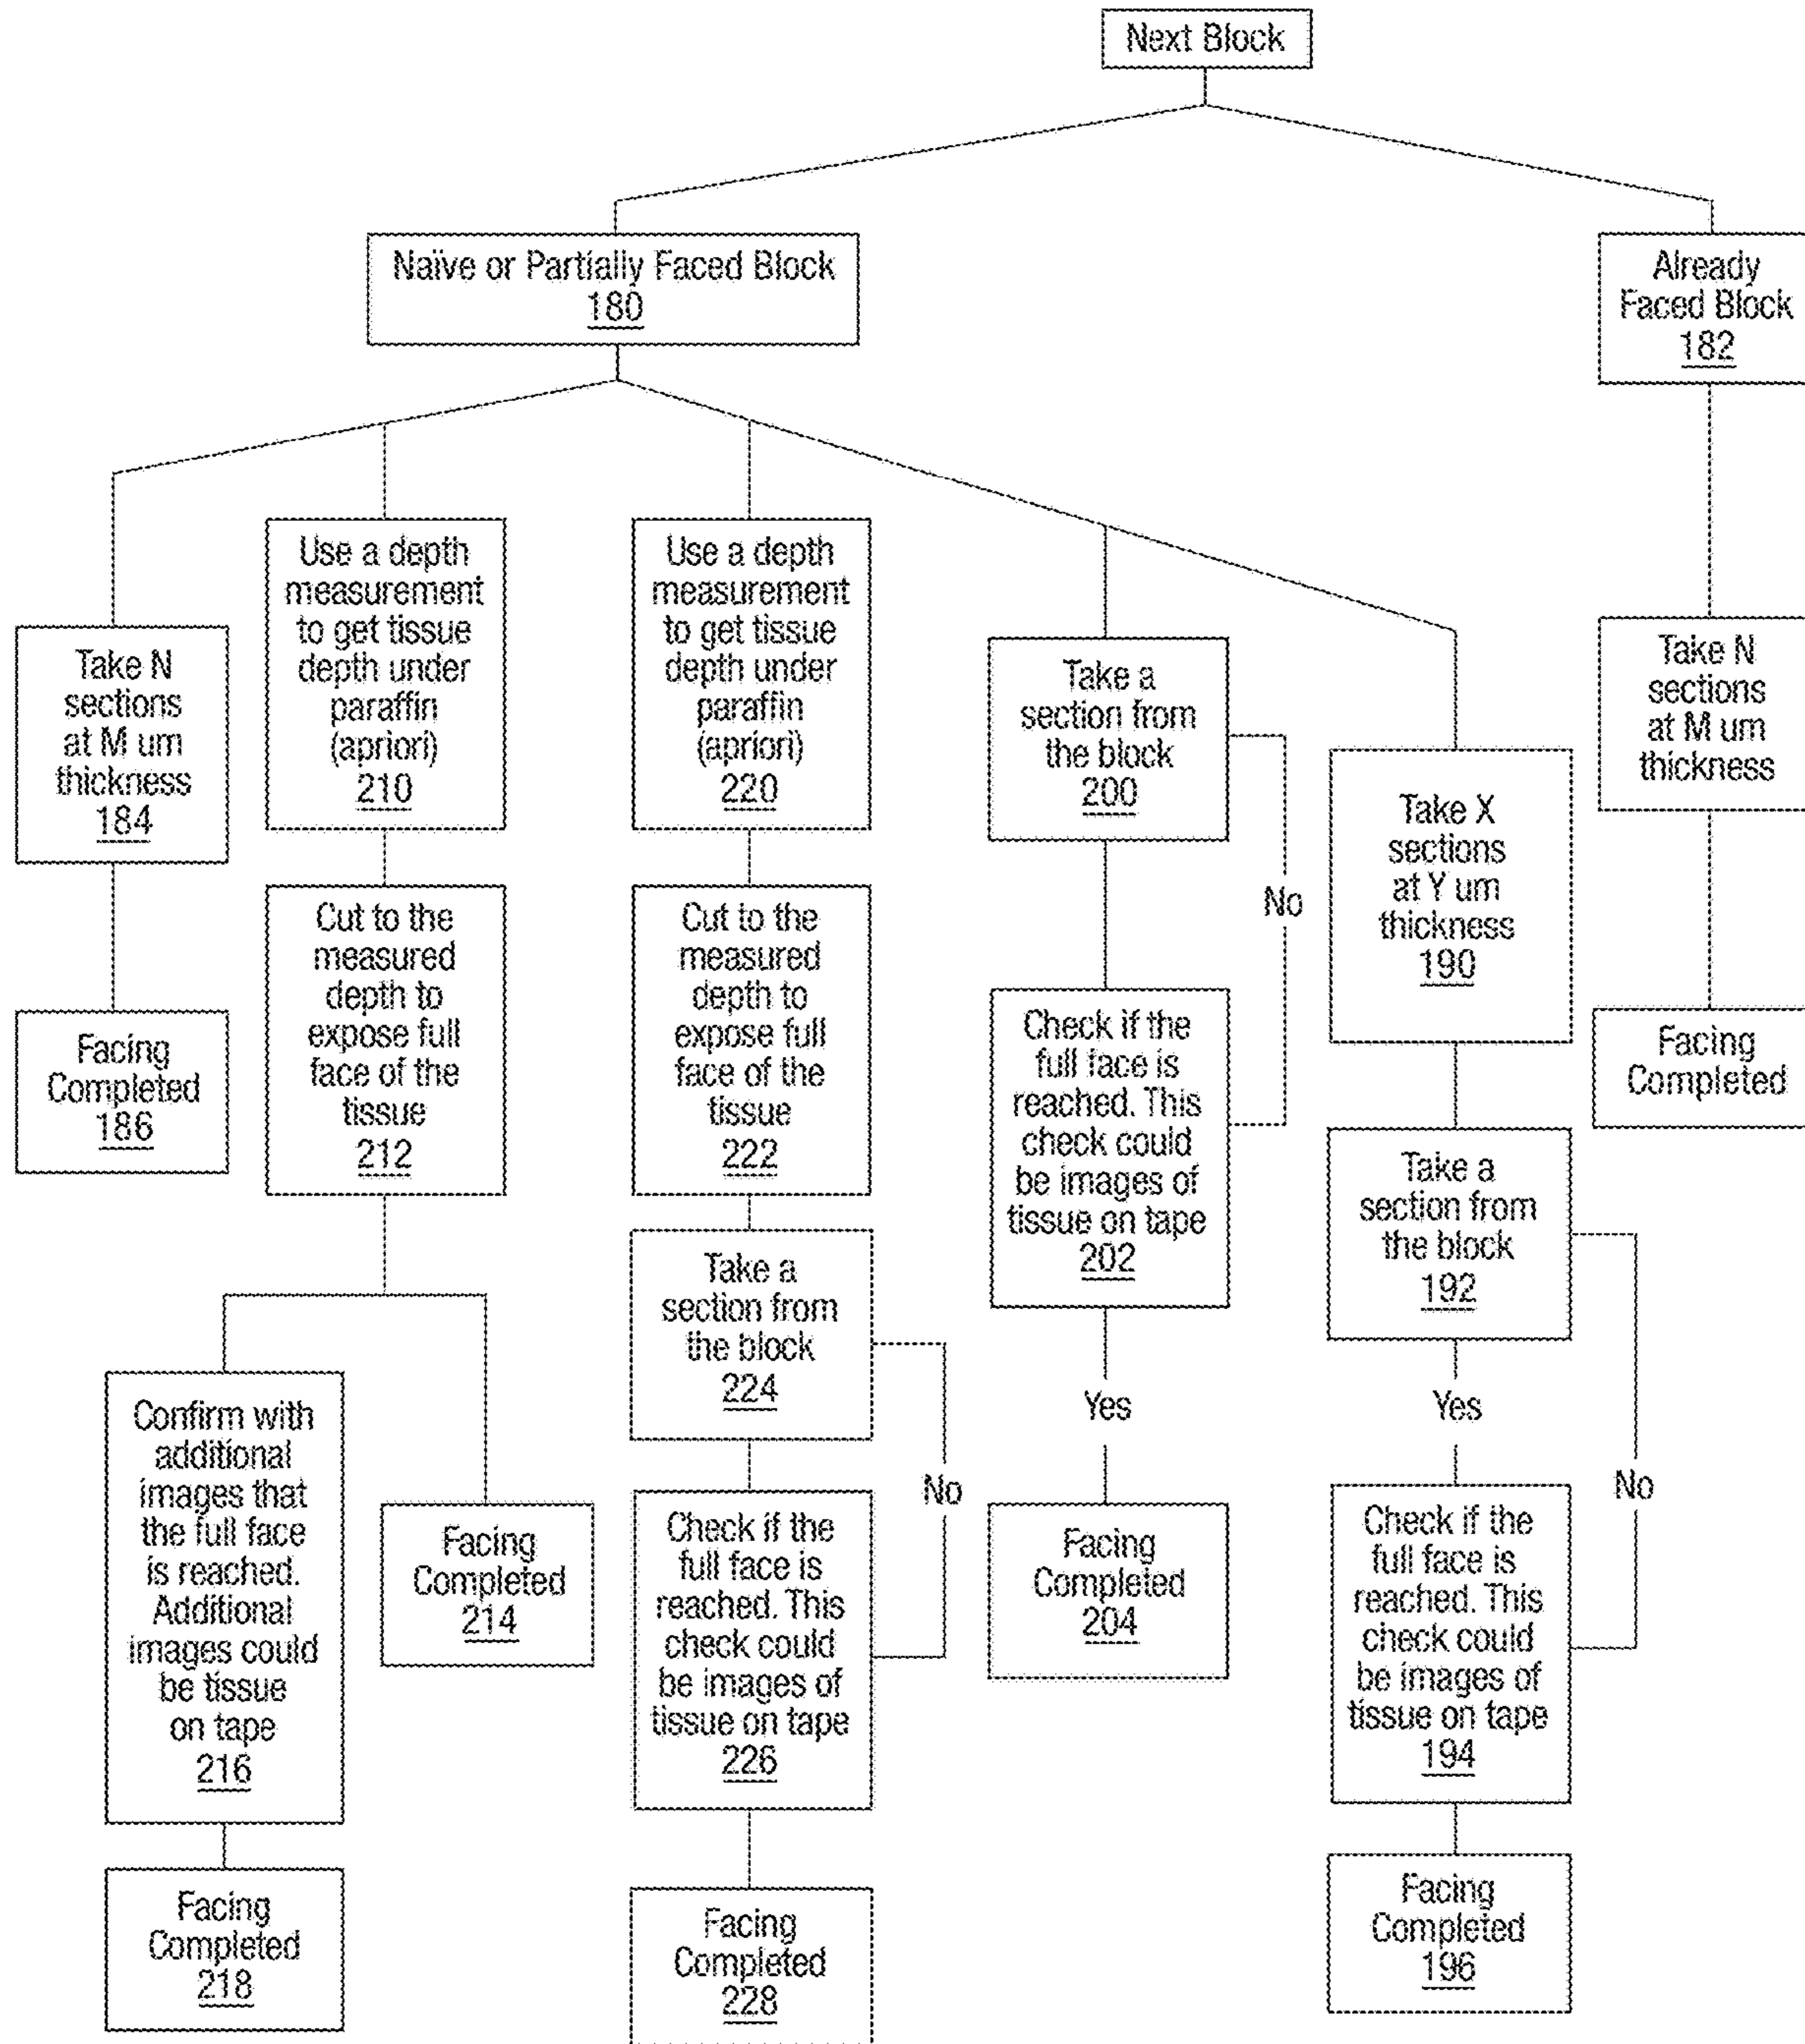 Next Block
Naïve or Partially Faced Block
180
Already
Faced Block
182
Take N
sections
at M um
thickness
184
Facing
Completed
186
Use a depth
measurement
to get tissue
depth under
paraffin
(apriori)
210
Cut to the
measured
depth to
expose full
face of the
tissue
212
Confirm with
additional
images that
the full face
is reached.
Additional
images could
be tissue
on tape
216
Facing
Completed
218
Facing
Completed
214
Use a depth
measurement
to get tissue
depth under
paraffin
(apriori)
220
Cut to the
measured
depth to
expose full
face of the
tissue
222
Take a
section from
the block
224
No
Check if the
full face is
reached. This
check could
be images of
tissue on tape
226
Facing
Completed
228
Take a
section from
the block
200
No
Check if the
full face is
reached. This
check could
be images of
tissue on tape
202
Yes
Facing
Completed
204
Take X
sections
at Y um
thickness
190
Take a
section from
the block
192
Yes
No
Check if the
full face is
reached. This
check could
be images of
tissue on tape
194
Facing
Completed
196
Take N
sections
at M um
thickness
Facing
Completed